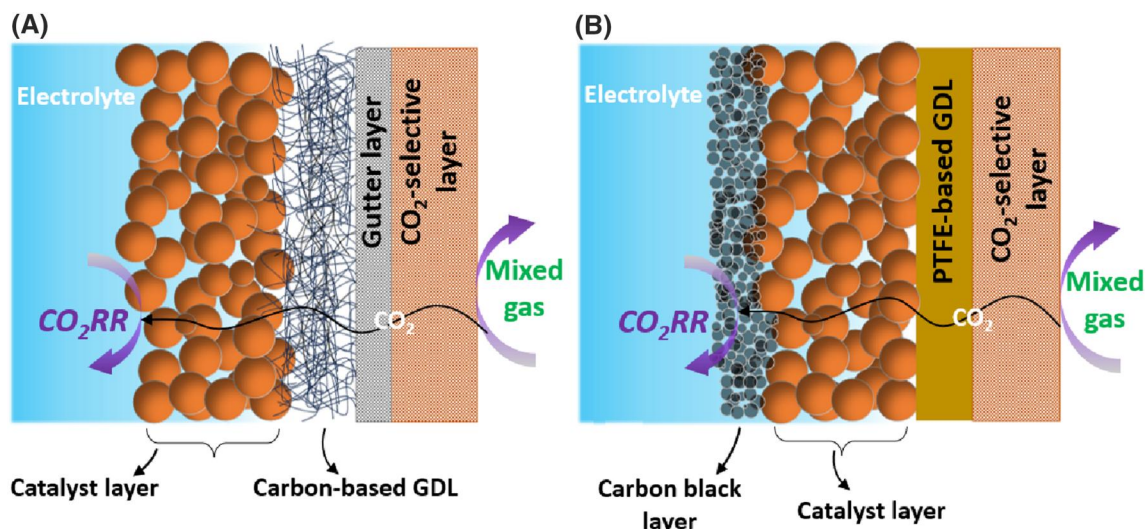 (A)
Electrolyte
Gutter layer
CO₂-selective
layer
Mixed
gas
CO₂RR
CO₂
Catalyst layer
Carbon-based GDL
(B)
Electrolyte
PTFE-based GDL
CO₂-selective
layer
Mixed
gas
CO₂RR
CO₂
Carbon black
layer
Catalyst layer